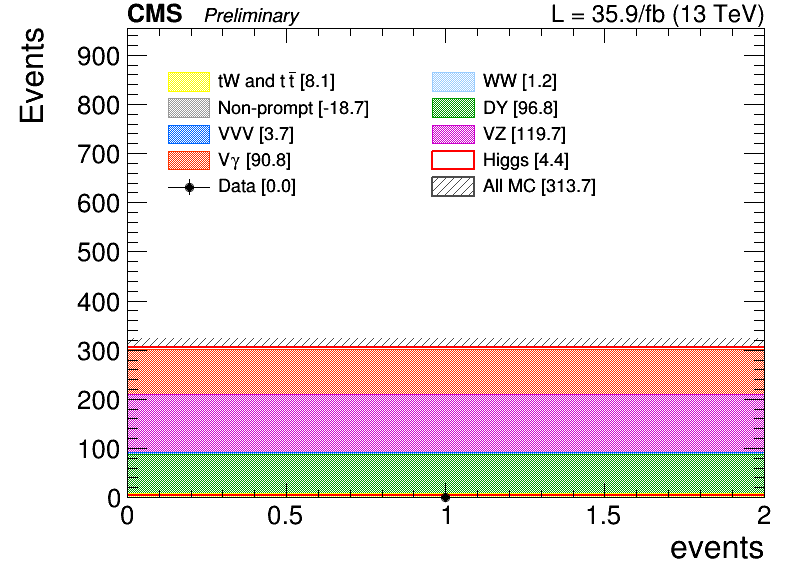 CMS Preliminary L = 35.9/fb (13 TeV)
Events
900
800
700
600
500
400
300
200
100
0
tW and tt̄ [8.1]
Non-prompt [-18.7]
VVV [3.7]
Vγ [90.8]
Data [0.0]
WW [1.2]
DY [96.8]
VZ [119.7]
Higgs [4.4]
All MC [313.7]
0 0.5 1 1.5 2
events